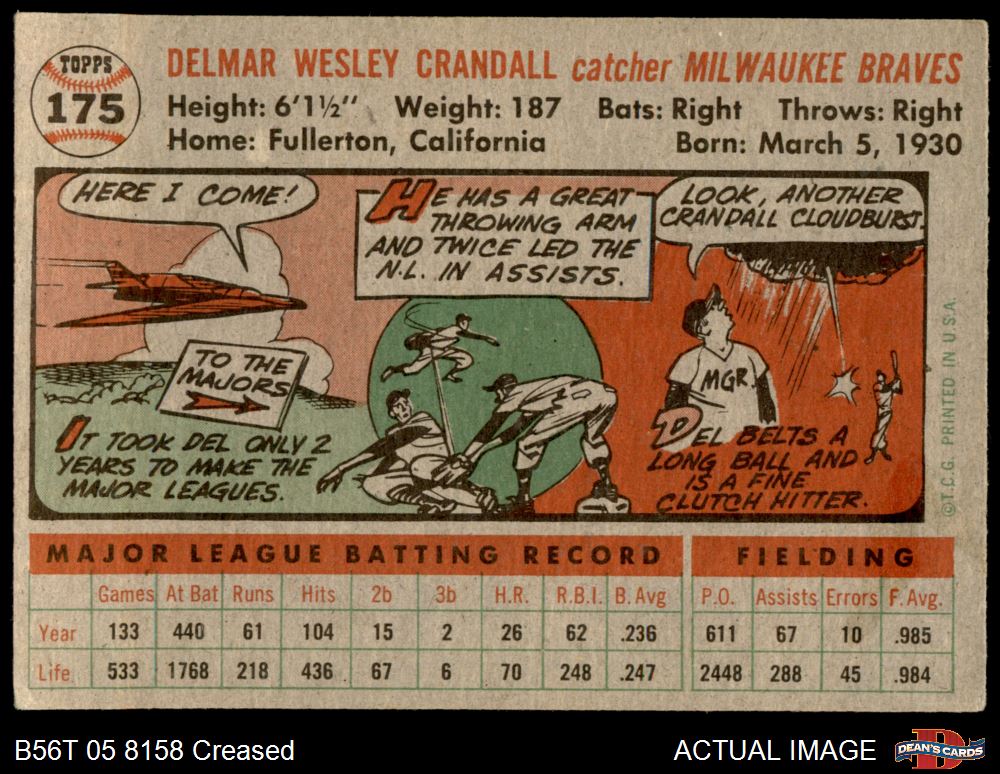 TOPPS
175
DELMAR WESLEY CRANDALL catcher MILWAUKEE BRAVES
Height: 6'1½" Weight: 187 Bats: Right Throws: Right
Home: Fullerton, California Born: March 5, 1930
HERE I COME!
TO THE
MAJORS
IT TOOK DEL ONLY 2
YEARS TO MAKE THE
MAJOR LEAGUES.
HE HAS A GREAT
THROWING ARM
AND TWICE LED THE
N.L. IN ASSISTS.
LOOK, ANOTHER
CRANDALL CLOUDBURST.
MGR.
DEL BELTS A
LONG BALL AND
IS A FINE
CLUTCH HITTER.
©T.C.G. PRINTED IN U.S.A.
MAJOR LEAGUE BATTING RECORD FIELDING
Games At Bat Runs Hits 2b 3b H.R. R.B.I. B. Avg P.O. Assists Errors F. Avg.
Year 133 440 61 104 15 2 26 62 .236 611 67 10 .985
Life 533 1768 218 436 67 6 70 248 .247 2448 288 45 .984
B56T 05 8158 Creased ACTUAL IMAGE
D
DEAN'S CARDS